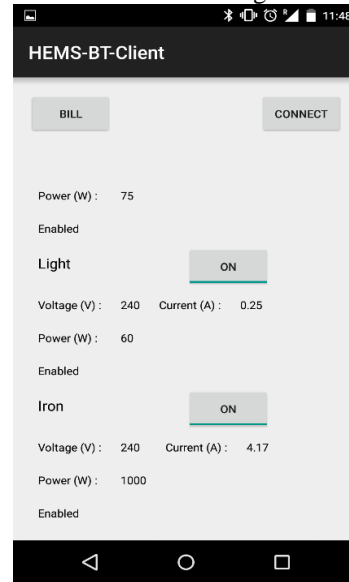 11:48
HEMS-BT-Client
BILL CONNECT
Power (W) : 75
Enabled
Light ON
Voltage (V) : 240 Current (A) : 0.25
Power (W) : 60
Enabled
Iron ON
Voltage (V) : 240 Current (A) : 4.17
Power (W) : 1000
Enabled